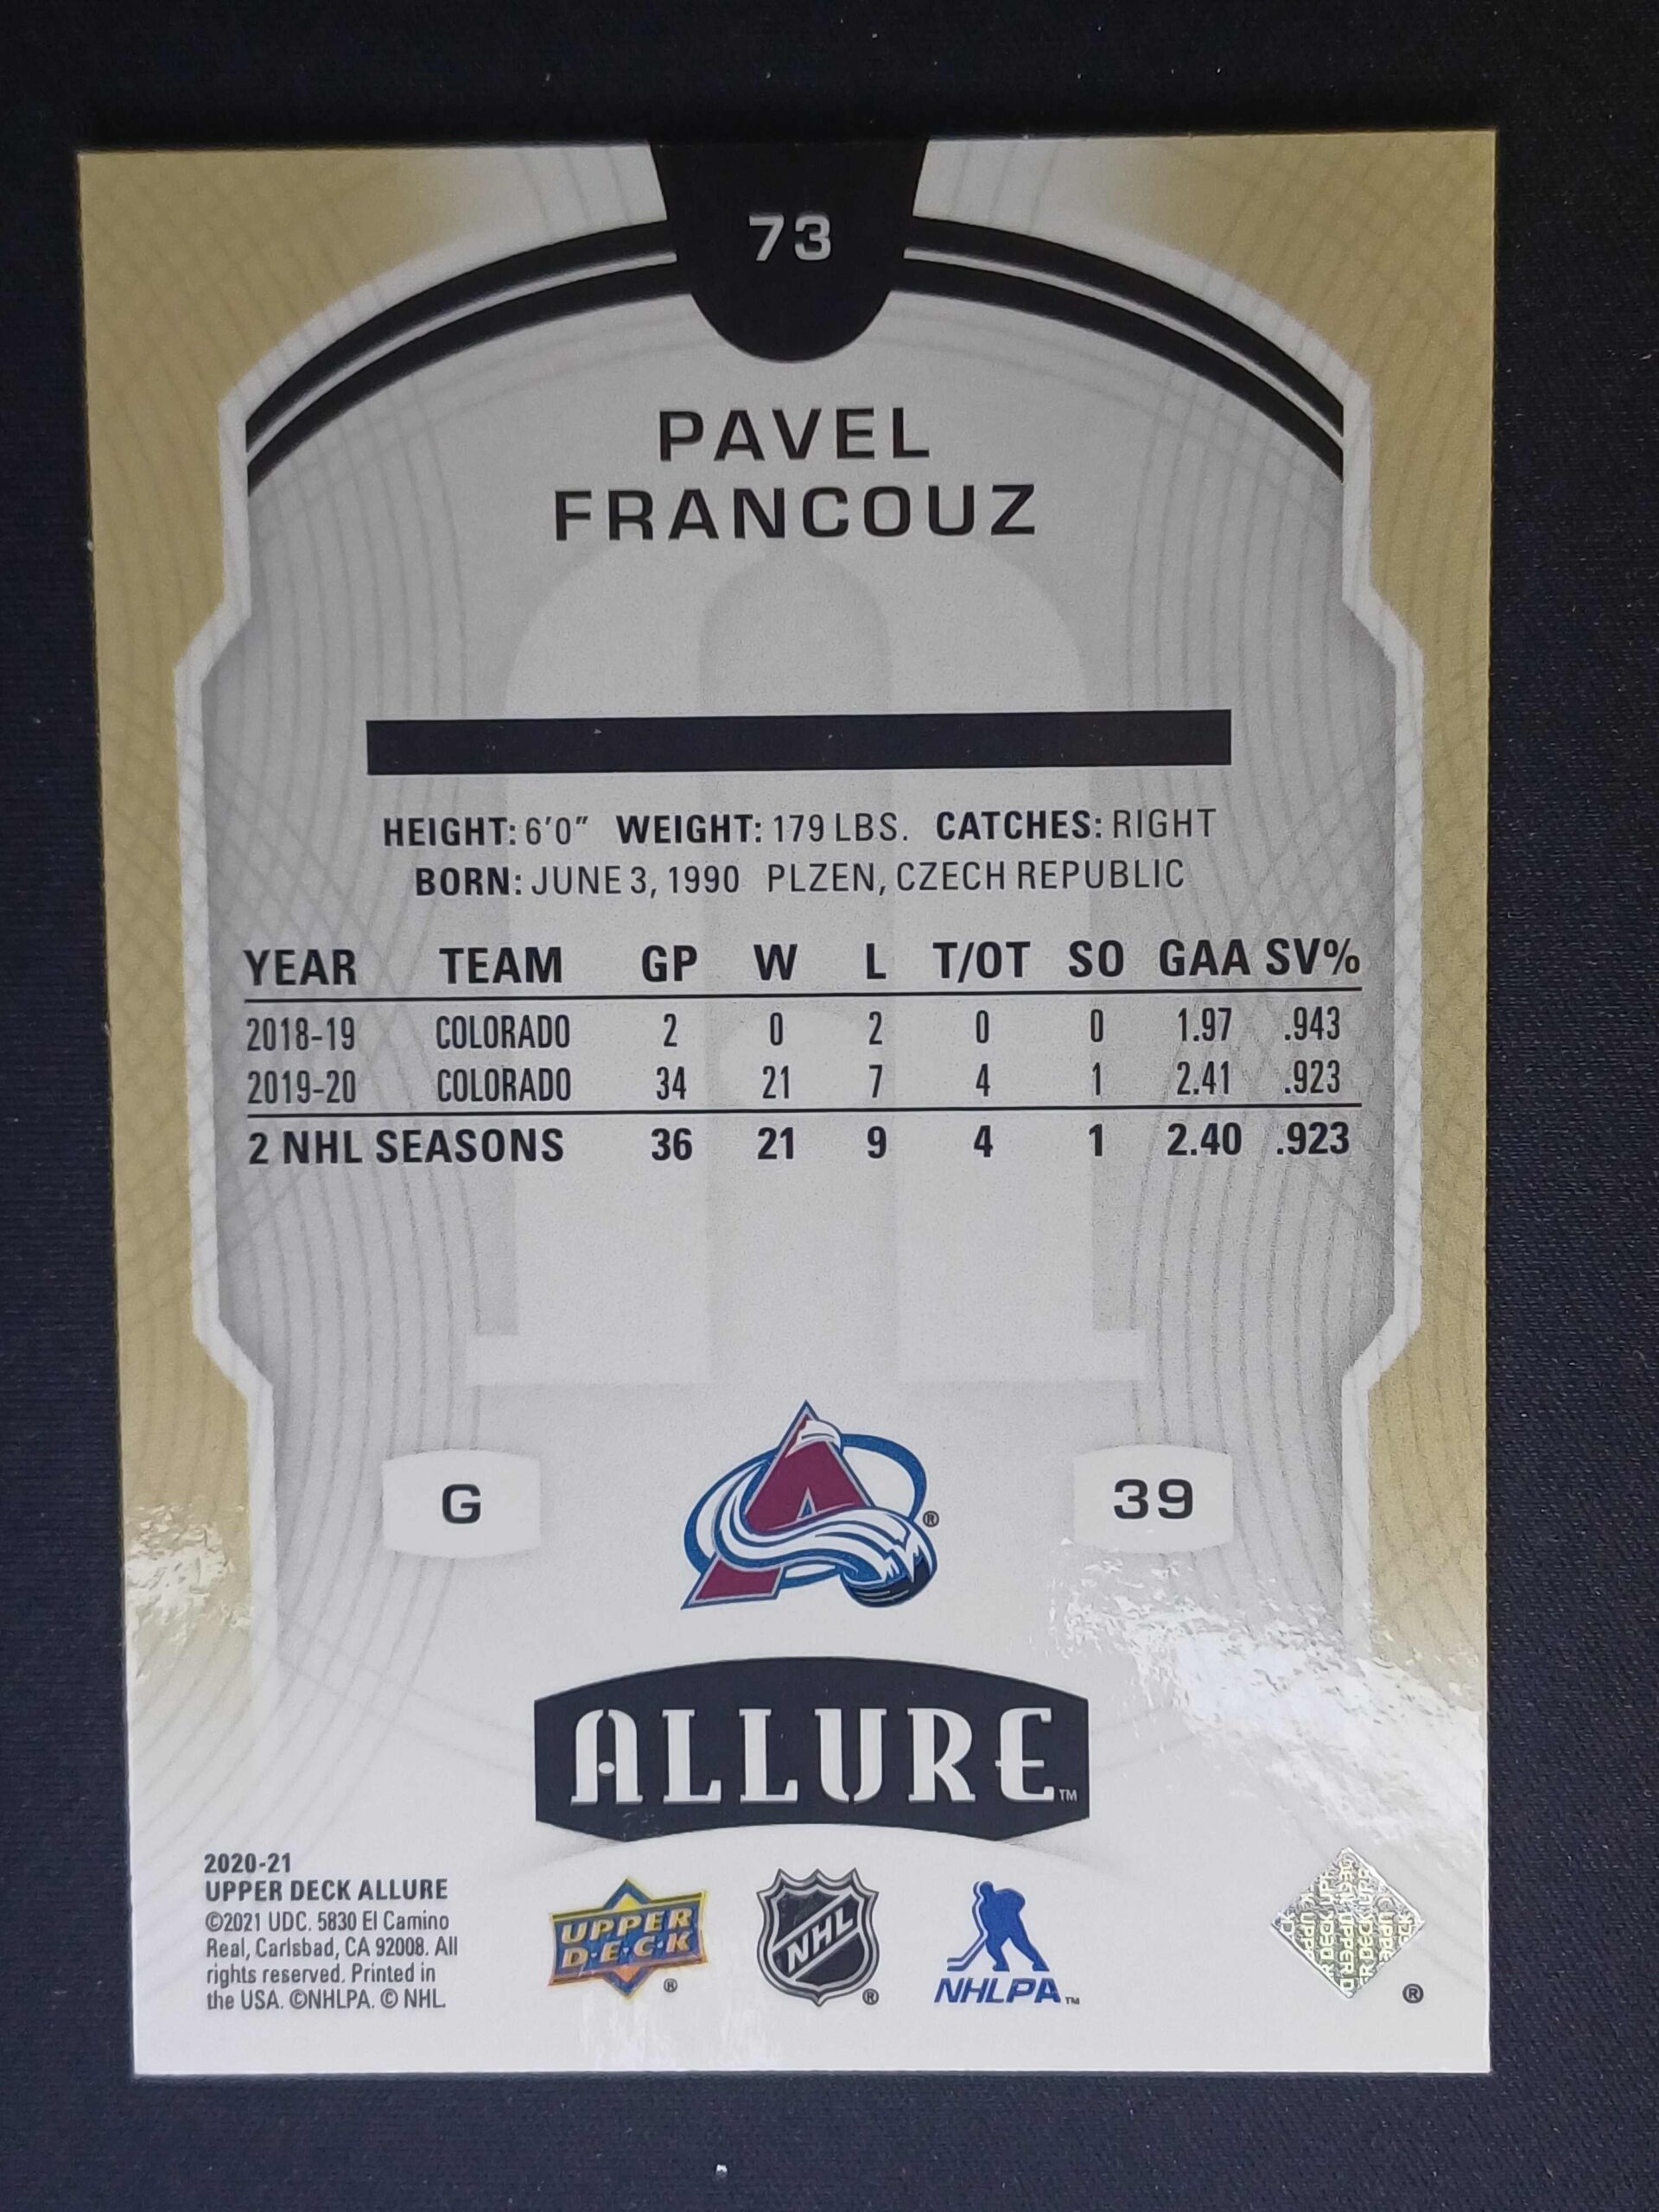 73
PAVEL
FRANCOUZ
HEIGHT: 6'0" WEIGHT: 179 LBS. CATCHES: RIGHT
BORN: JUNE 3, 1990 PLZEN, CZECH REPUBLIC
YEAR TEAM GP W L T/OT SO GAA SV%
2018-19 COLORADO 2 0 2 0 0 1.97 .943
2019-20 COLORADO 34 21 7 4 1 2.41 .923
2 NHL SEASONS 36 21 9 4 1 2.40 .923
G 39
®
ALLURE™
2020-21
UPPER DECK ALLURE
©2021 UDC. 5830 El Camino
Real, Carlsbad, CA 92008. All
rights reserved. Printed in
the USA. ©NHLPA. © NHL.
UPPER
D·E·C·K ®
NHL ®
NHLPA™
®